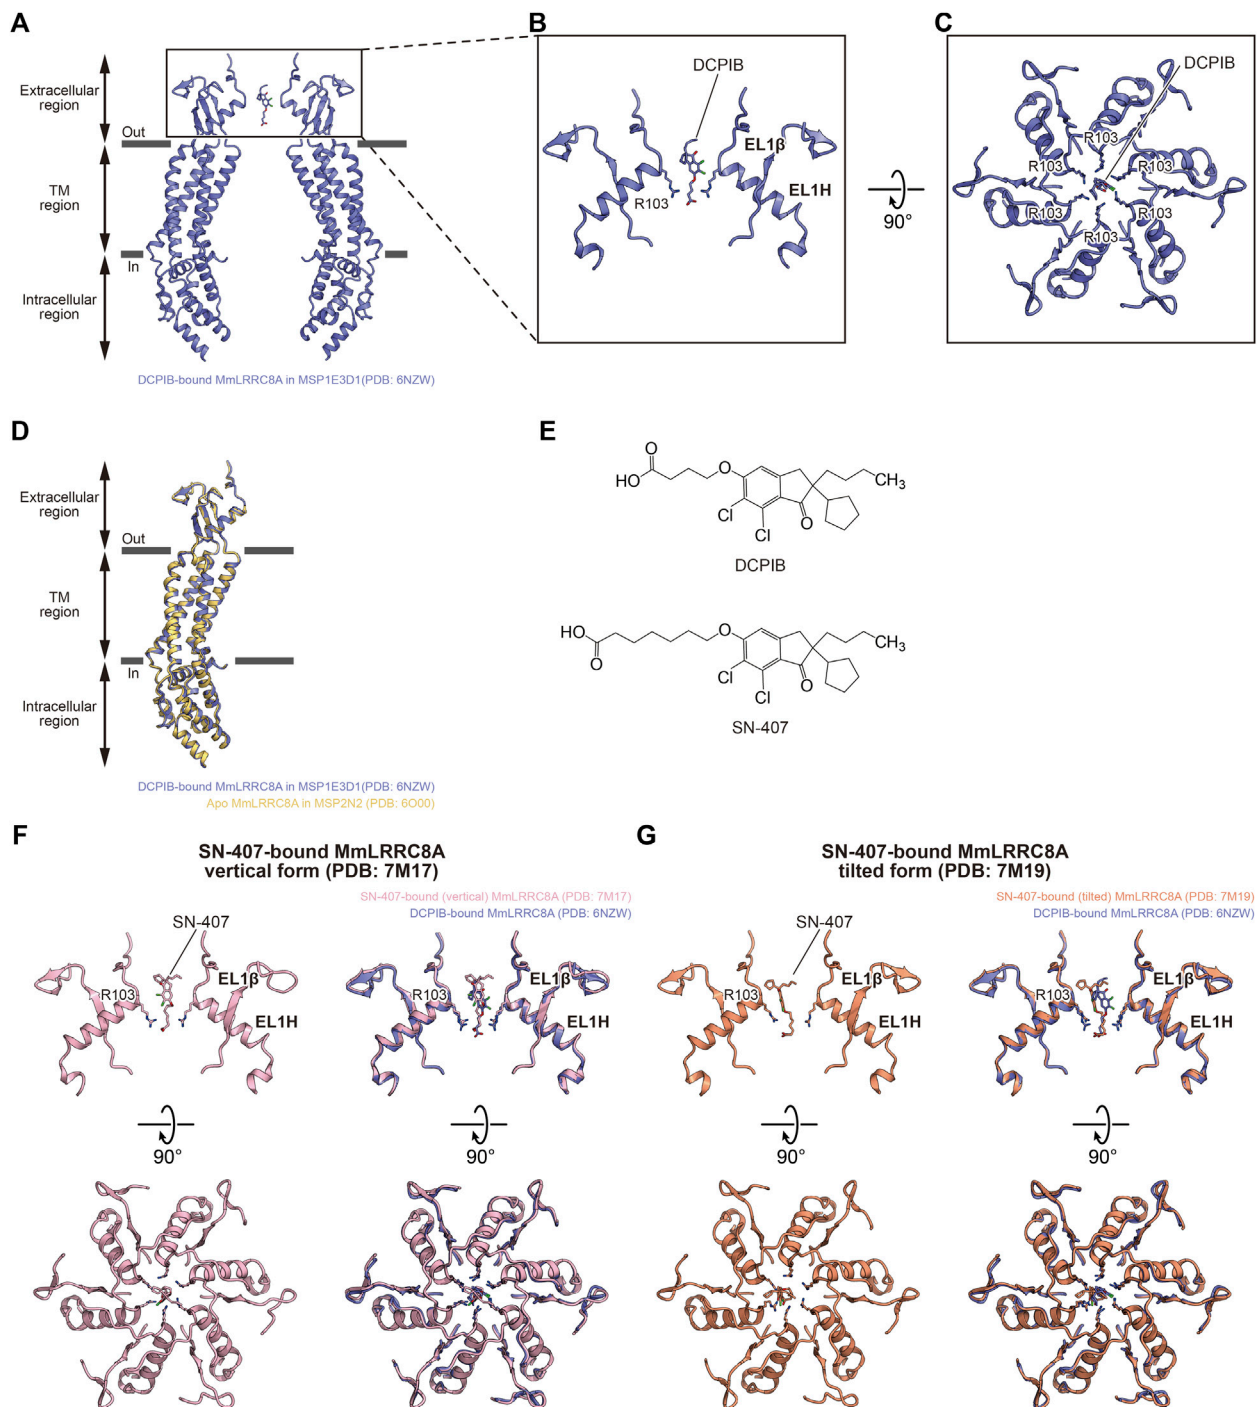 A
Extracellular
region
Out
TM
region
In
Intracellular
region
DCPIB-bound MmLRRC8A in MSP1E3D1(PDB: 6NZW)
B
DCPIB
EL1β
EL1H
R103
90°
C
DCPIB
R103
R103
R103
R103
R103
R103
D
Extracellular
region
Out
TM
region
In
Intracellular
region
DCPIB-bound MmLRRC8A in MSP1E3D1(PDB: 6NZW)
Apo MmLRRC8A in MSP2N2 (PDB: 6O00)
E
O
HO
O
CH3
Cl
O
Cl
DCPIB
HO
O
O
CH3
Cl
O
Cl
SN-407
F
SN-407-bound MmLRRC8A
vertical form (PDB: 7M17)
SN-407-bound (vertical) MmLRRC8A (PDB: 7M17)
DCPIB-bound MmLRRC8A (PDB: 6NZW)
SN-407
EL1β
R103
EL1H
EL1β
R103
EL1H
90°
90°
G
SN-407-bound MmLRRC8A
tilted form (PDB: 7M19)
SN-407-bound (tilted) MmLRRC8A (PDB: 7M19)
DCPIB-bound MmLRRC8A (PDB: 6NZW)
SN-407
EL1β
R103
EL1H
EL1β
R103
EL1H
90°
90°